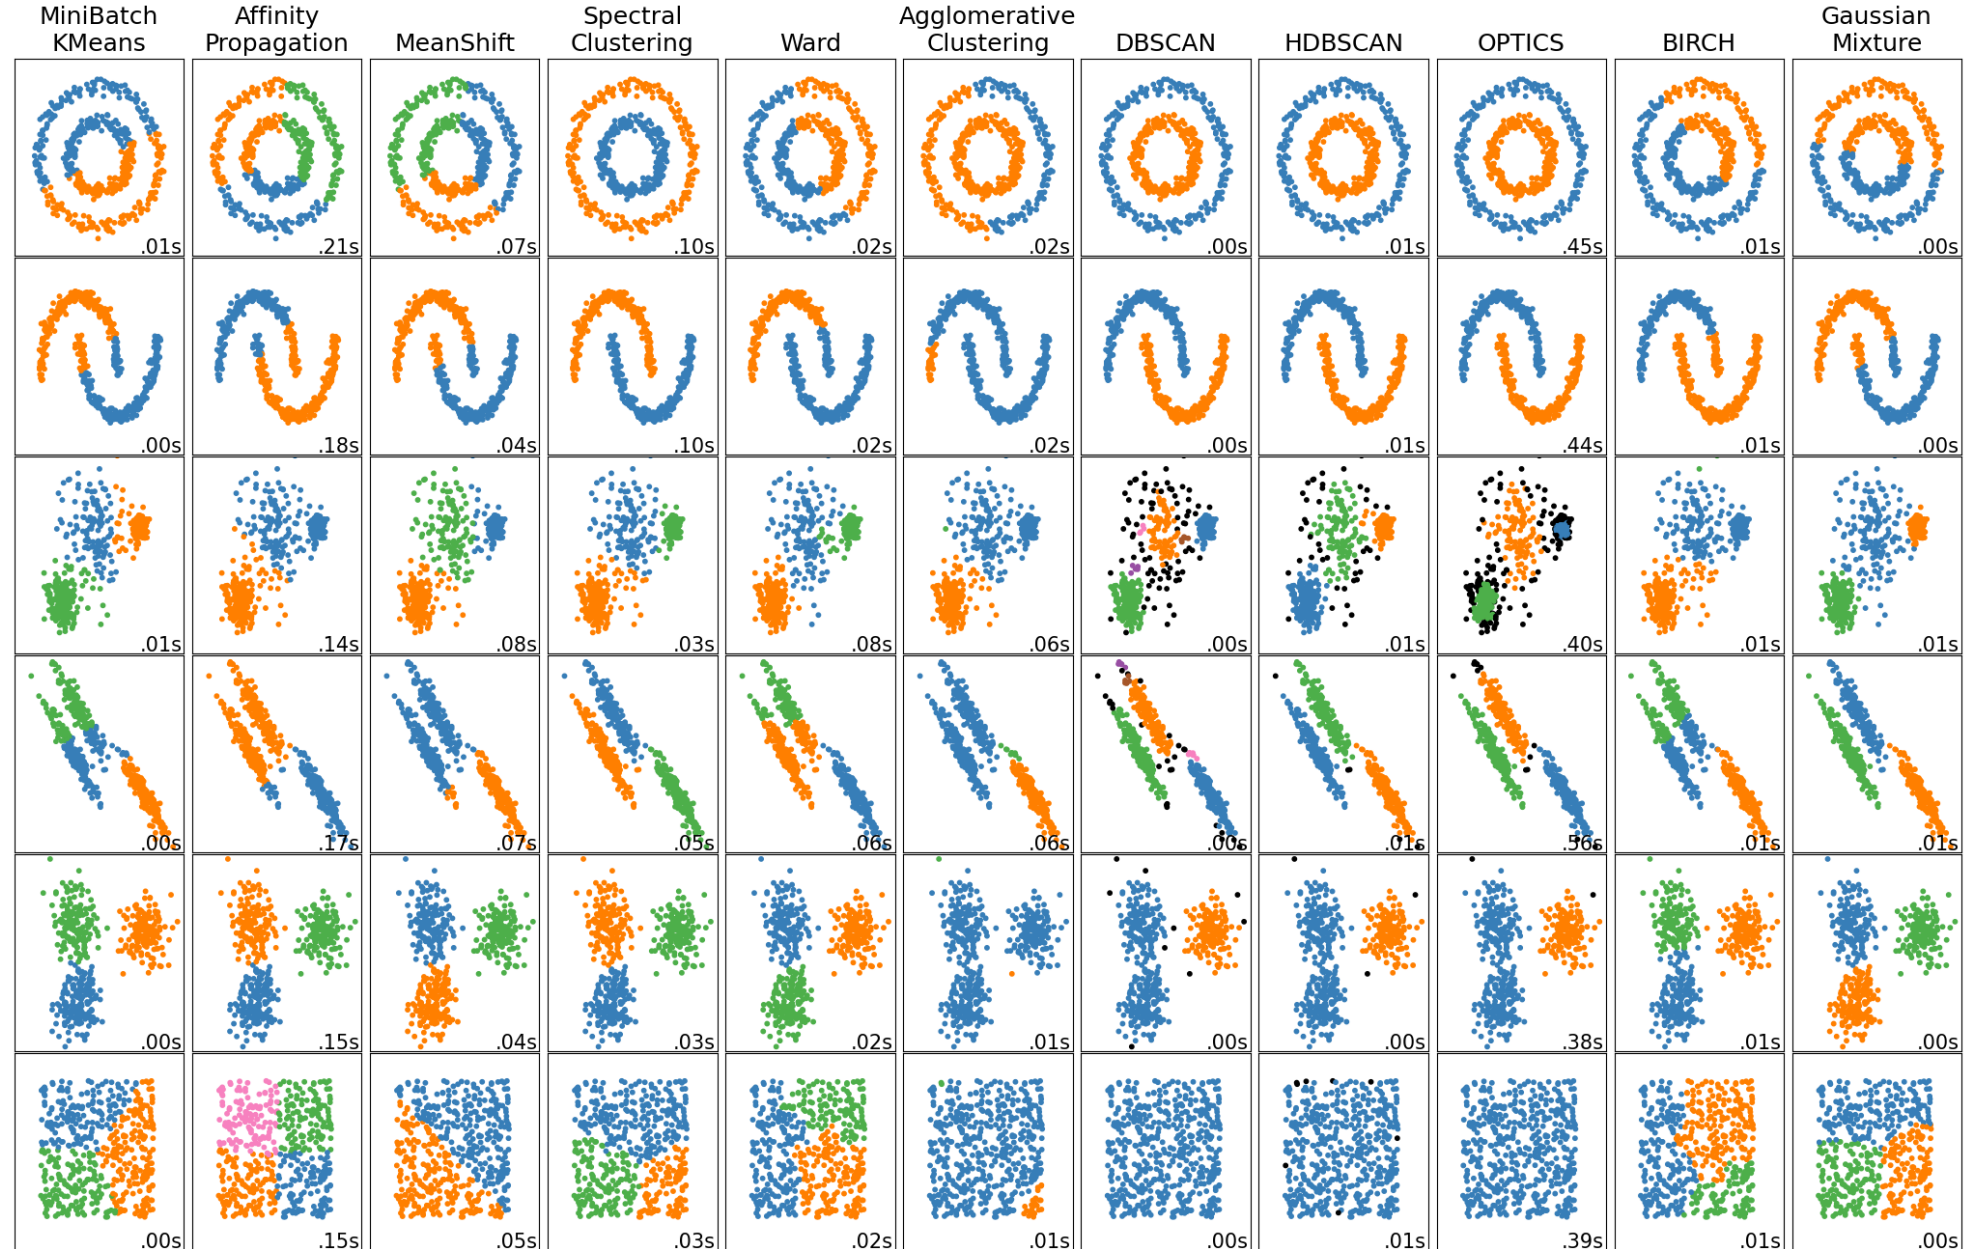 MiniBatch
KMeans
Affinity
Propagation
MeanShift
Spectral
Clustering
Ward
Agglomerative
Clustering
DBSCAN
HDBSCAN
OPTICS
BIRCH
Gaussian
Mixture
.01s .21s .07s .10s .02s .02s .00s .01s .45s .01s .00s
.00s .18s .04s .10s .02s .02s .00s .01s .44s .01s .00s
.01s .14s .08s .03s .08s .06s .00s .01s .40s .01s .01s
.00s .17s .07s .05s .06s .06s .00s .01s .56s .01s .01s
.00s .15s .04s .03s .02s .01s .00s .00s .38s .01s .00s
.00s .15s .05s .03s .02s .01s .00s .01s .39s .01s .00s